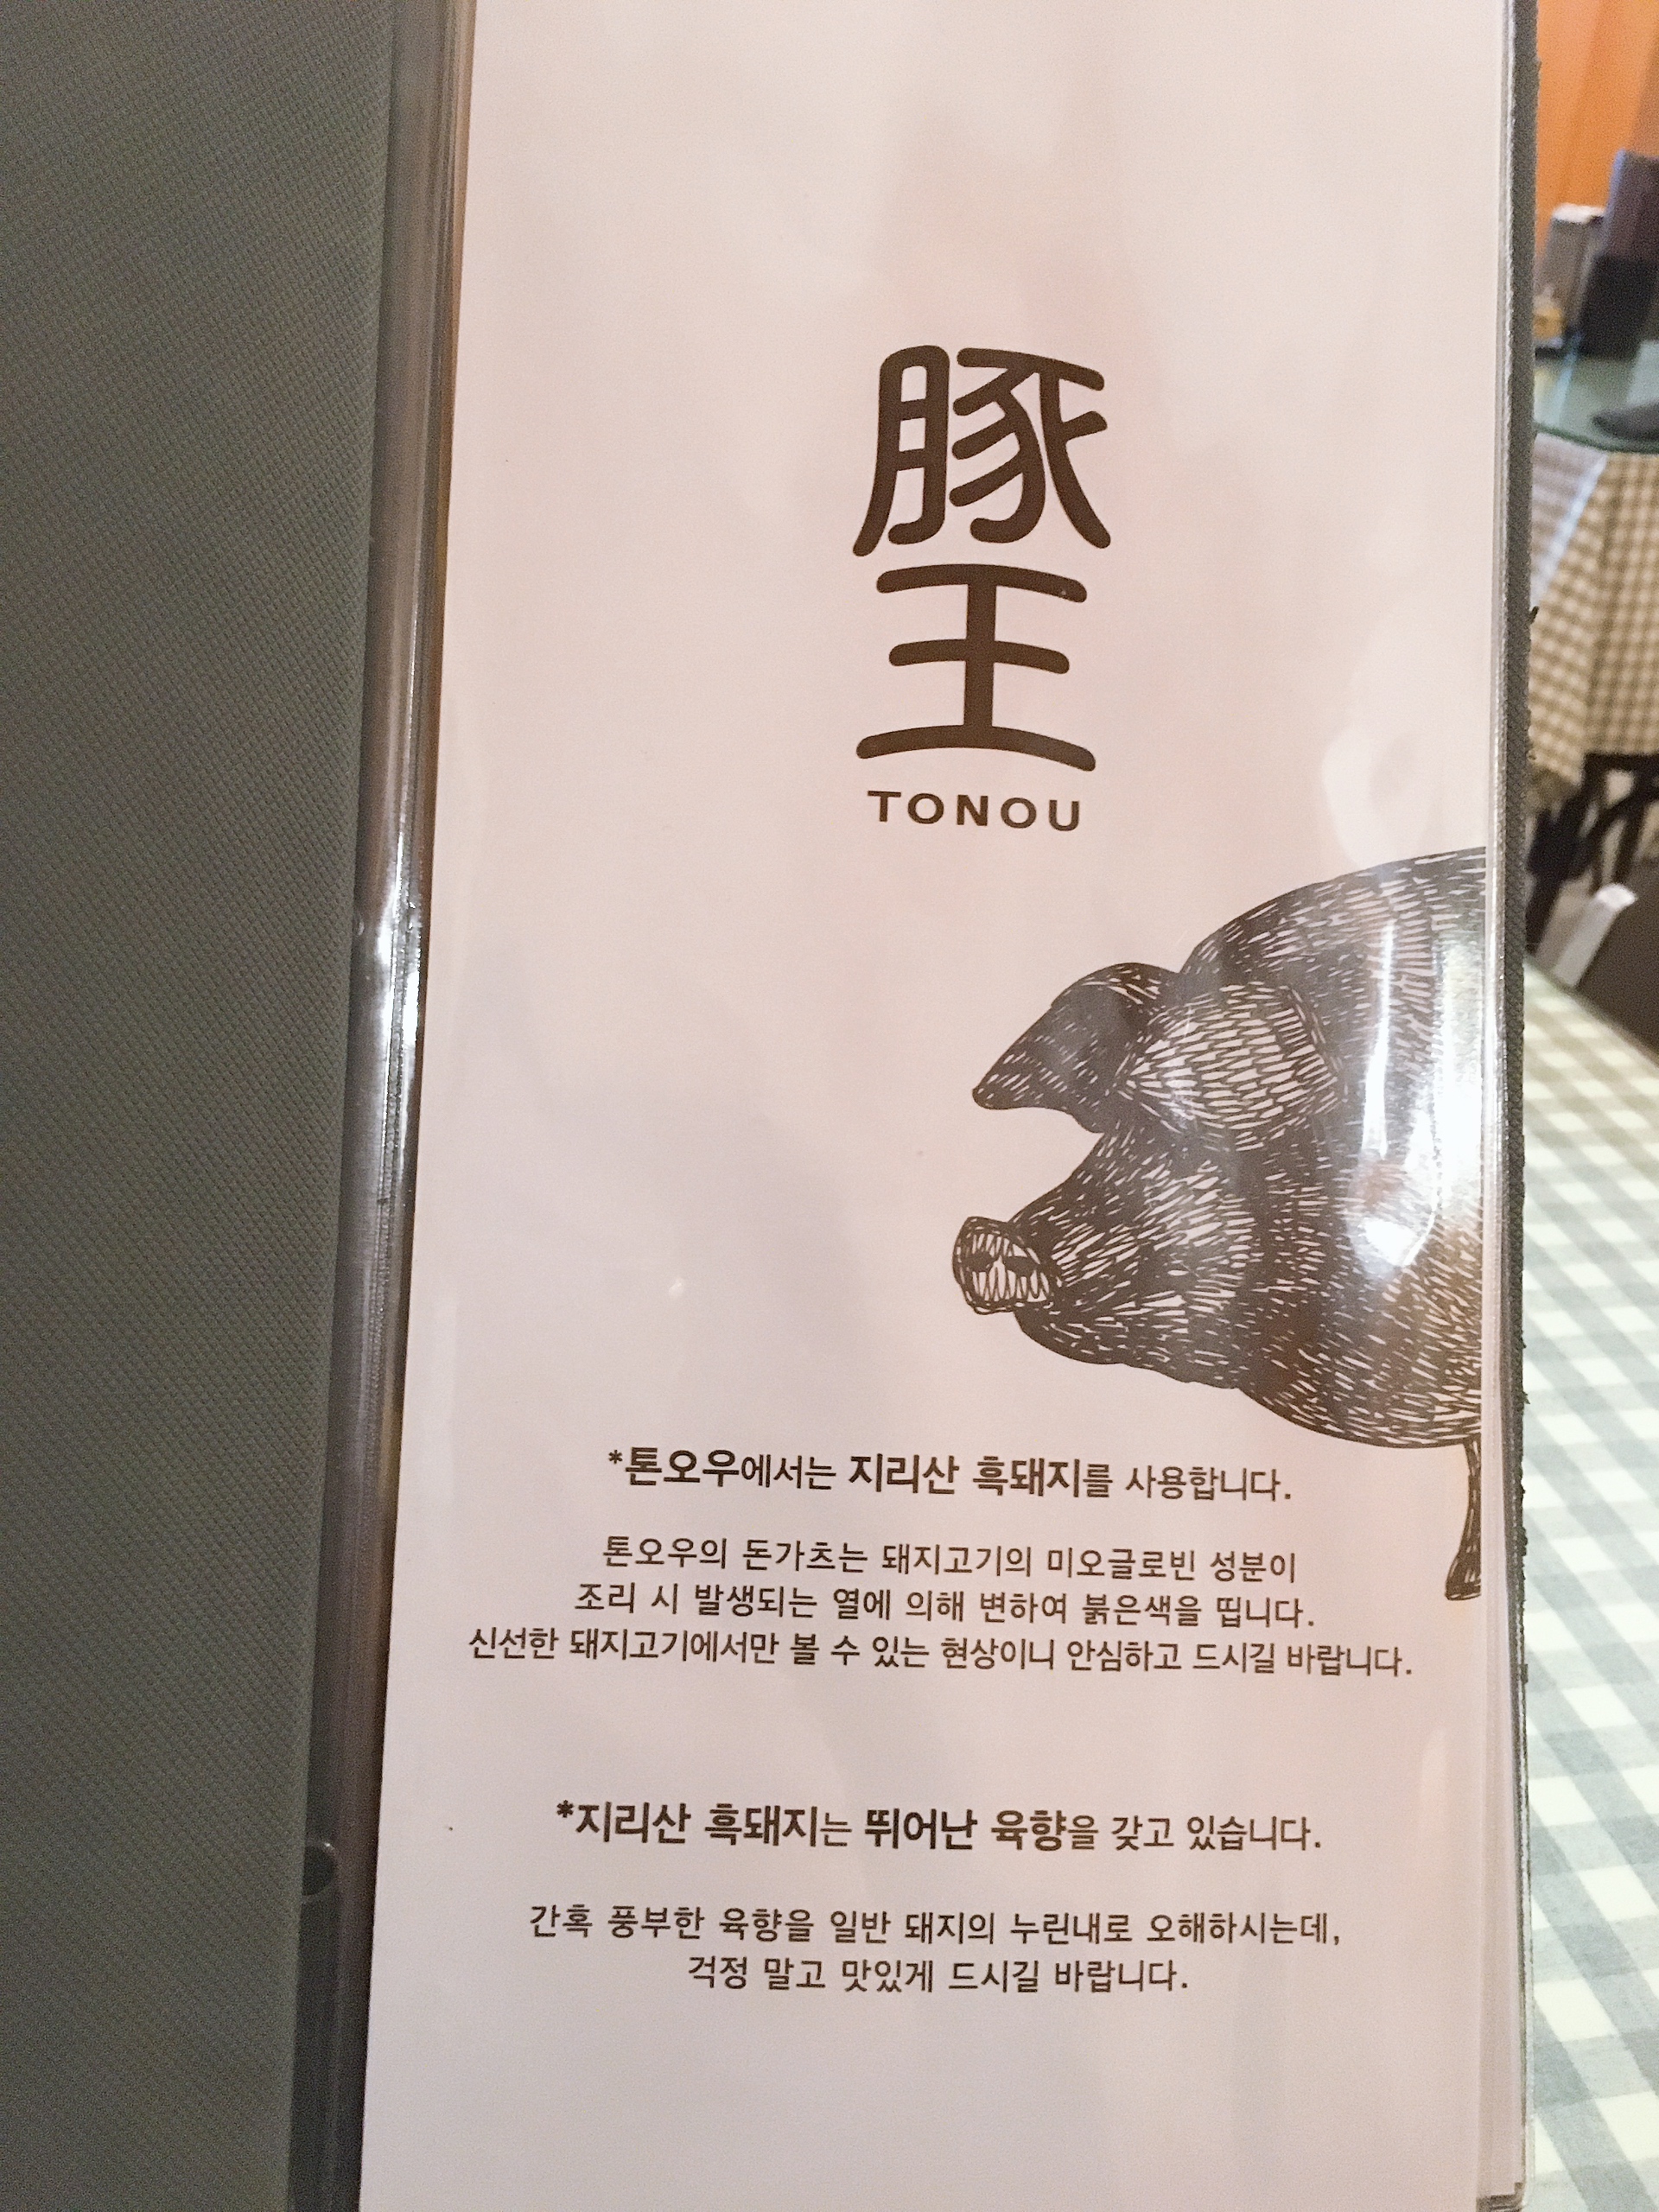 豚
王
TONOU
*톤오우에서는 지리산 흑돼지를 사용합니다.
톤오우의 돈가츠는 돼지고기의 미오글로빈 성분이
조리 시 발생되는 열에 의해 변하여 붉은색을 띱니다.
신선한 돼지고기에서만 볼 수 있는 현상이니 안심하고 드시길 바랍니다.
*지리산 흑돼지는 뛰어난 육향을 갖고 있습니다.
간혹 풍부한 육향을 일반 돼지의 누린내로 오해하시는데,
걱정 말고 맛있게 드시길 바랍니다.